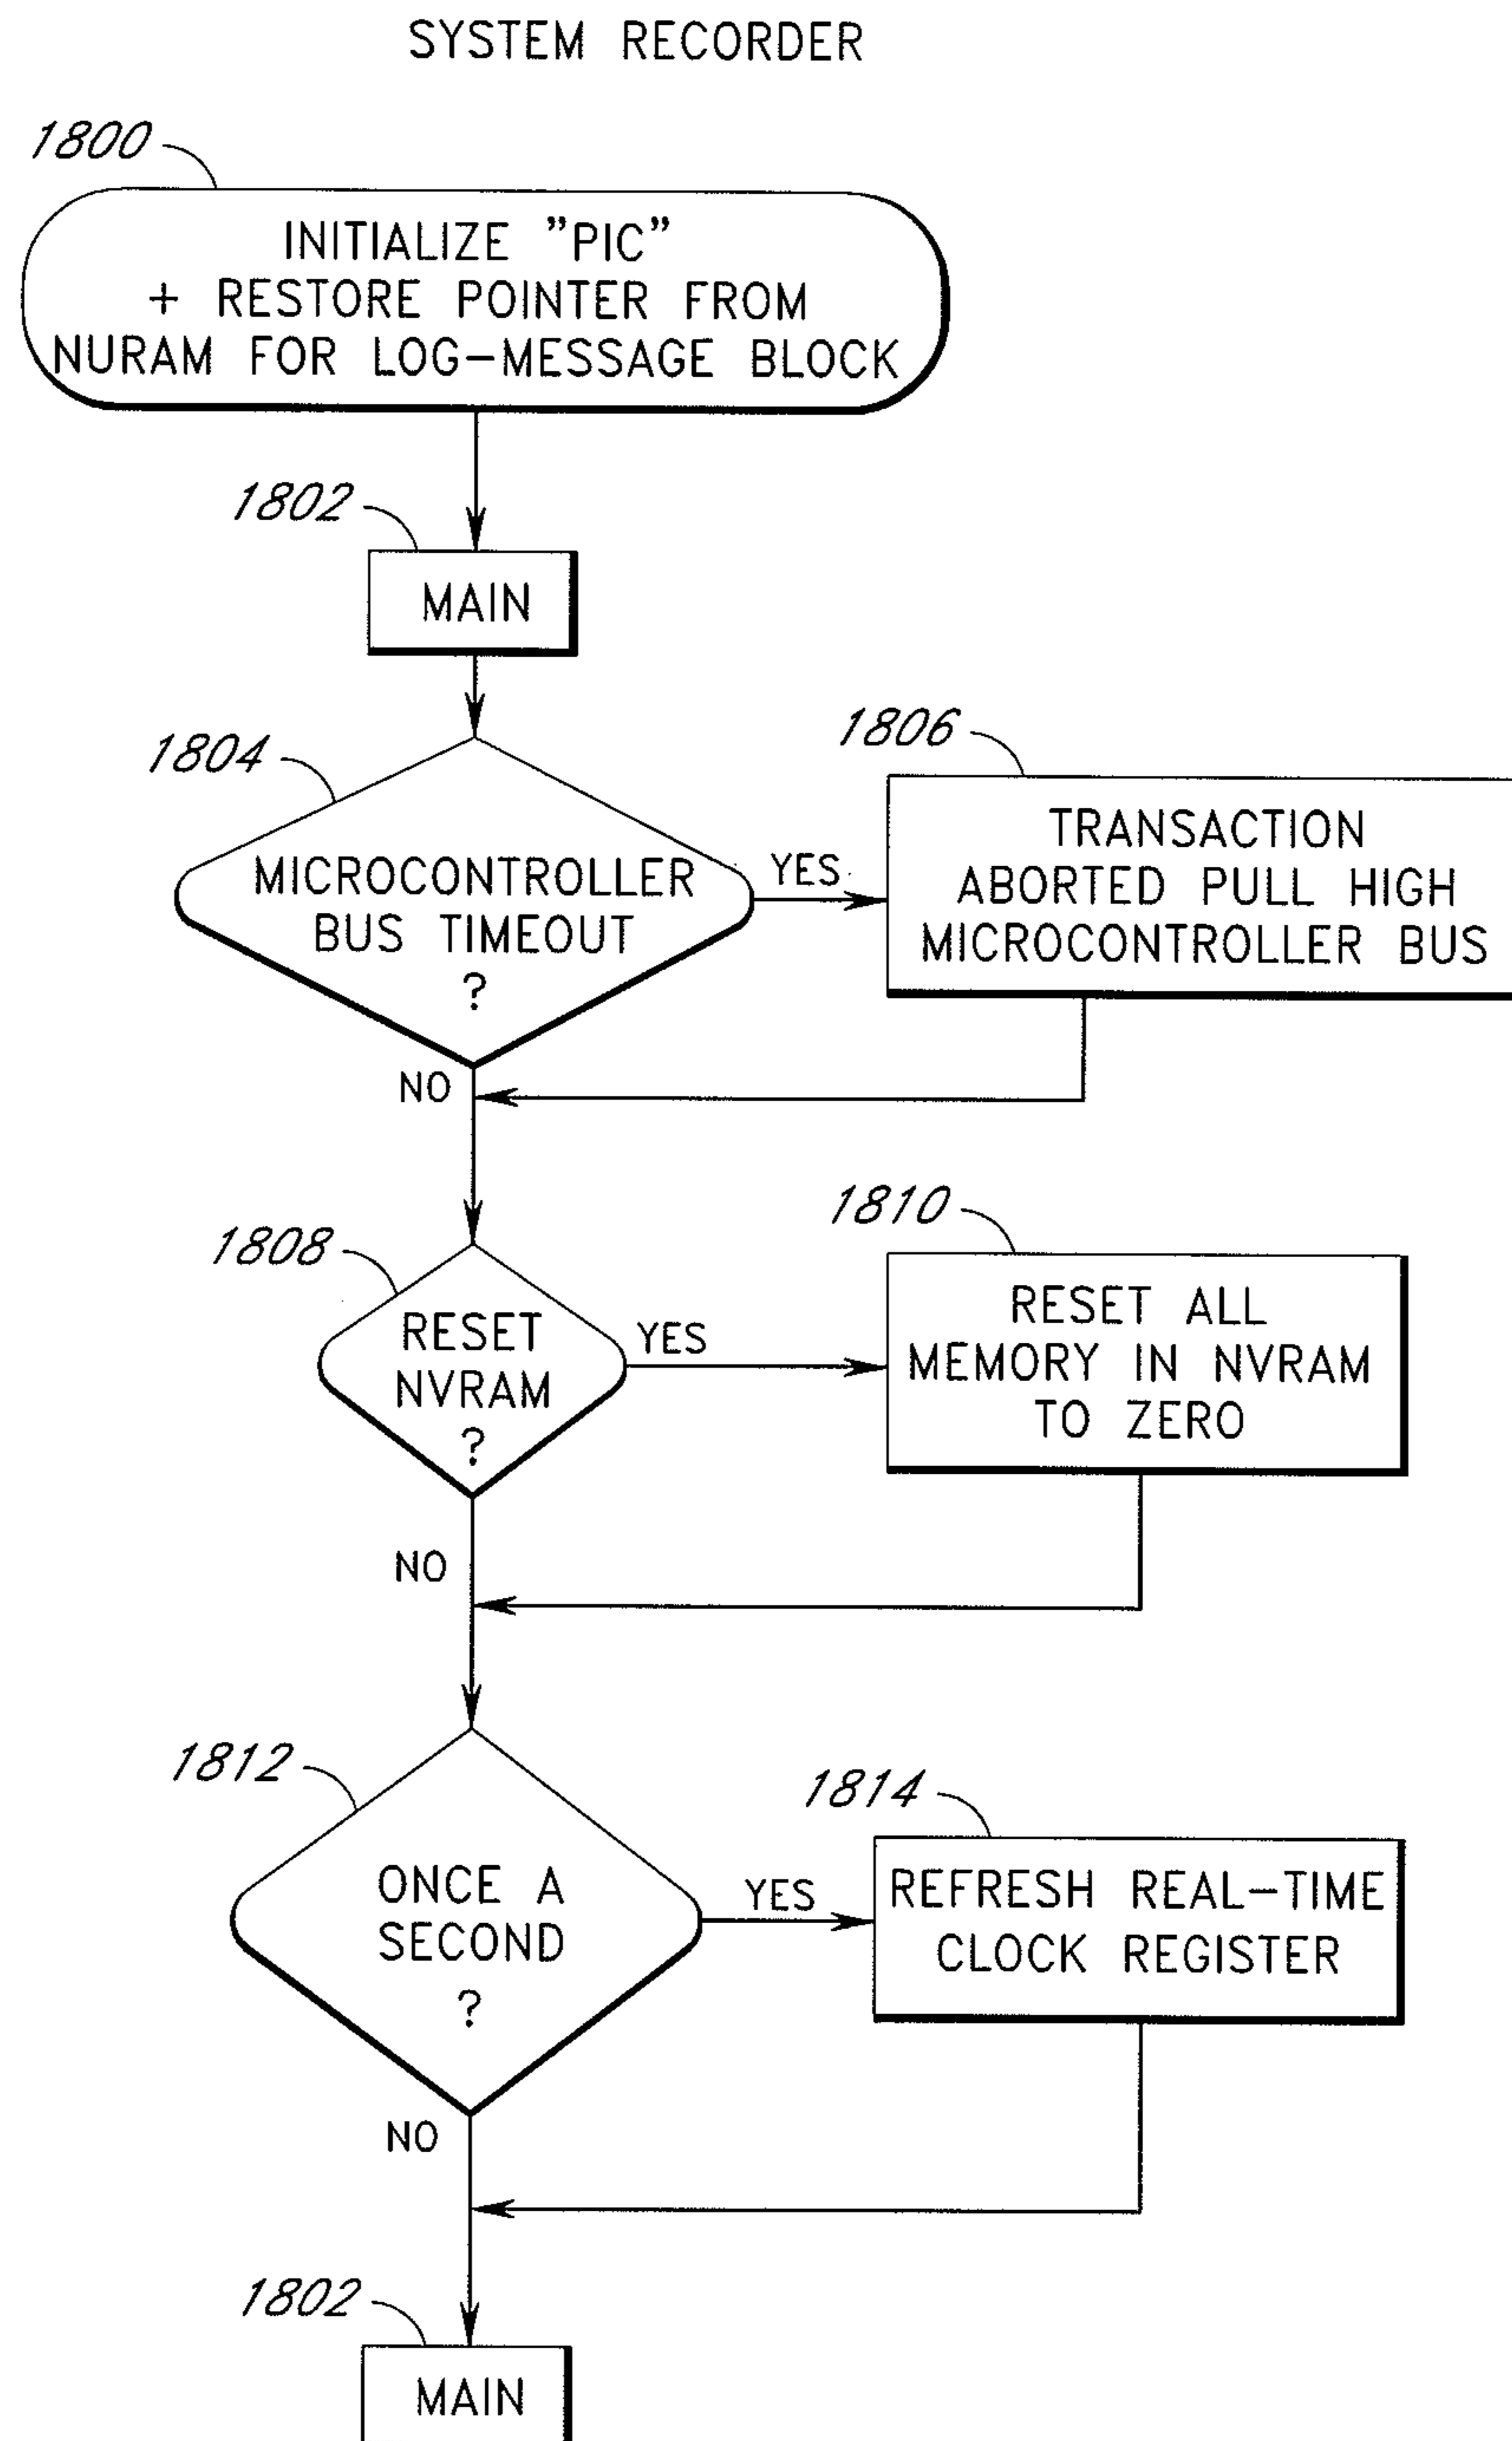 SYSTEM RECORDER
1800
INITIALIZE "PIC"
+ RESTORE POINTER FROM
NURAM FOR LOG-MESSAGE BLOCK
1802
MAIN
1804
MICROCONTROLLER
BUS TIMEOUT
?
YES
1806
TRANSACTION
ABORTED PULL HIGH
MICROCONTROLLER BUS
NO
1808
RESET
NVRAM
?
YES
1810
RESET ALL
MEMORY IN NVRAM
TO ZERO
NO
1812
ONCE A
SECOND
?
YES
1814
REFRESH REAL-TIME
CLOCK REGISTER
NO
1802
MAIN